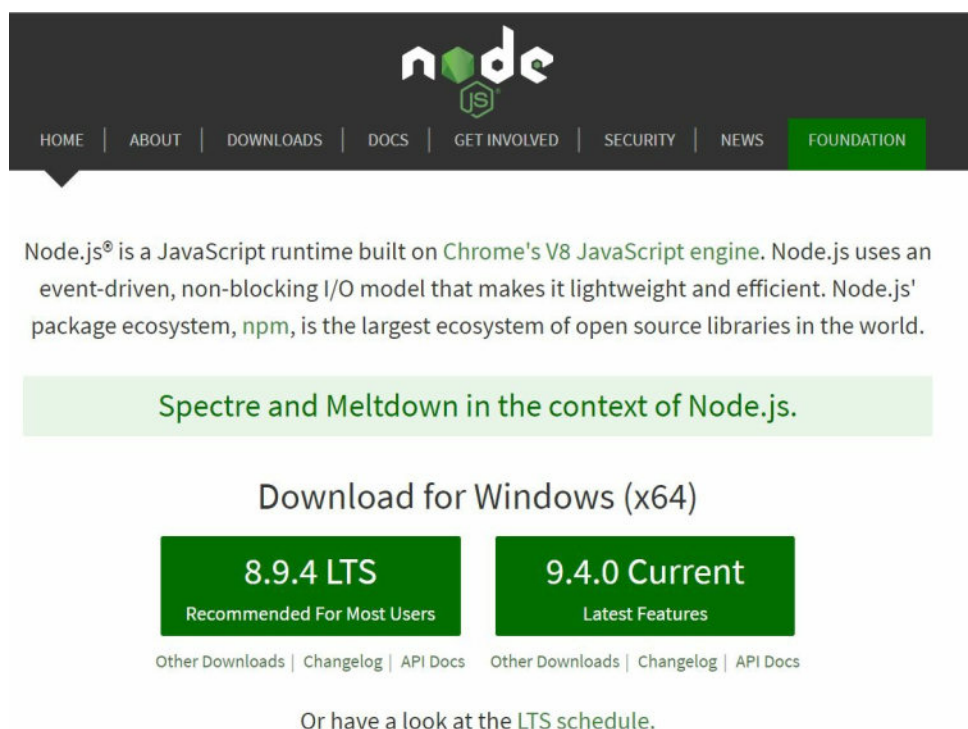 node
JS
HOME | ABOUT | DOWNLOADS | DOCS | GET INVOLVED | SECURITY | NEWS FOUNDATION
Node.js® is a JavaScript runtime built on Chrome's V8 JavaScript engine. Node.js uses an
event-driven, non-blocking I/O model that makes it lightweight and efficient. Node.js'
package ecosystem, npm, is the largest ecosystem of open source libraries in the world.
Spectre and Meltdown in the context of Node.js.
Download for Windows (x64)
8.9.4 LTS 9.4.0 Current
Recommended For Most Users Latest Features
Other Downloads | Changelog | API Docs Other Downloads | Changelog | API Docs
Or have a look at the LTS schedule.